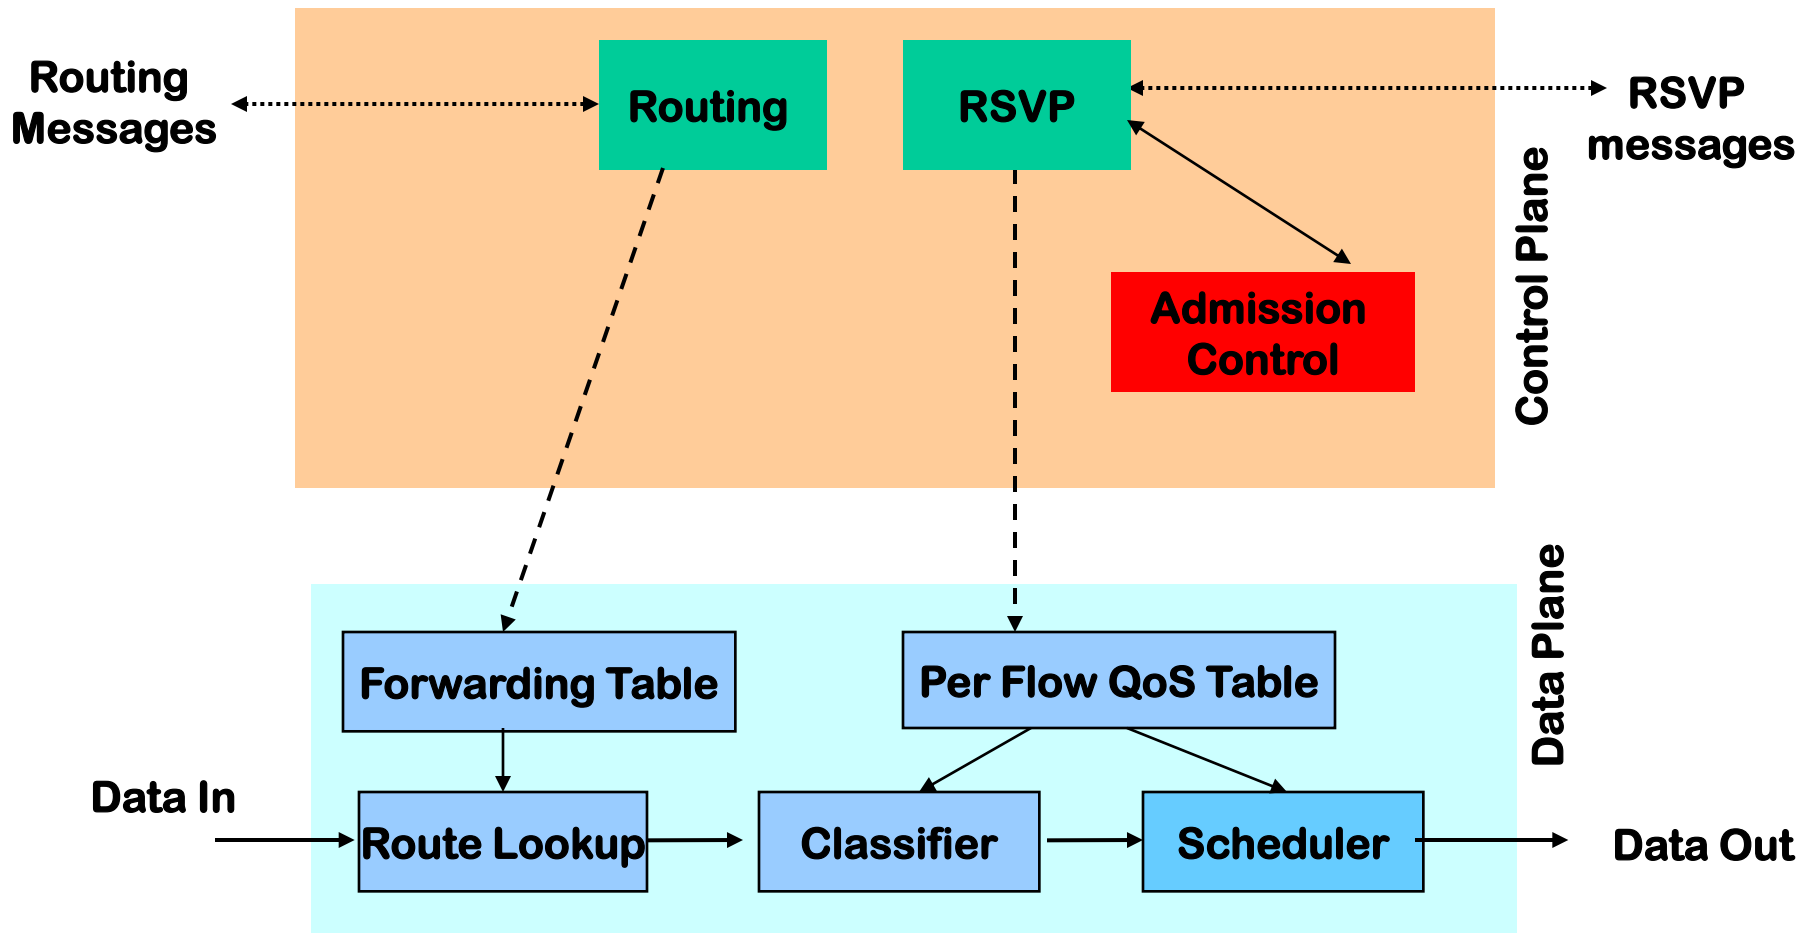 Routing
Messages
Routing
RSVP
RSVP
messages
Admission
Control
Control Plane
Data Plane
Forwarding Table
Per Flow QoS Table
Data In
Route Lookup
Classifier
Scheduler
Data Out